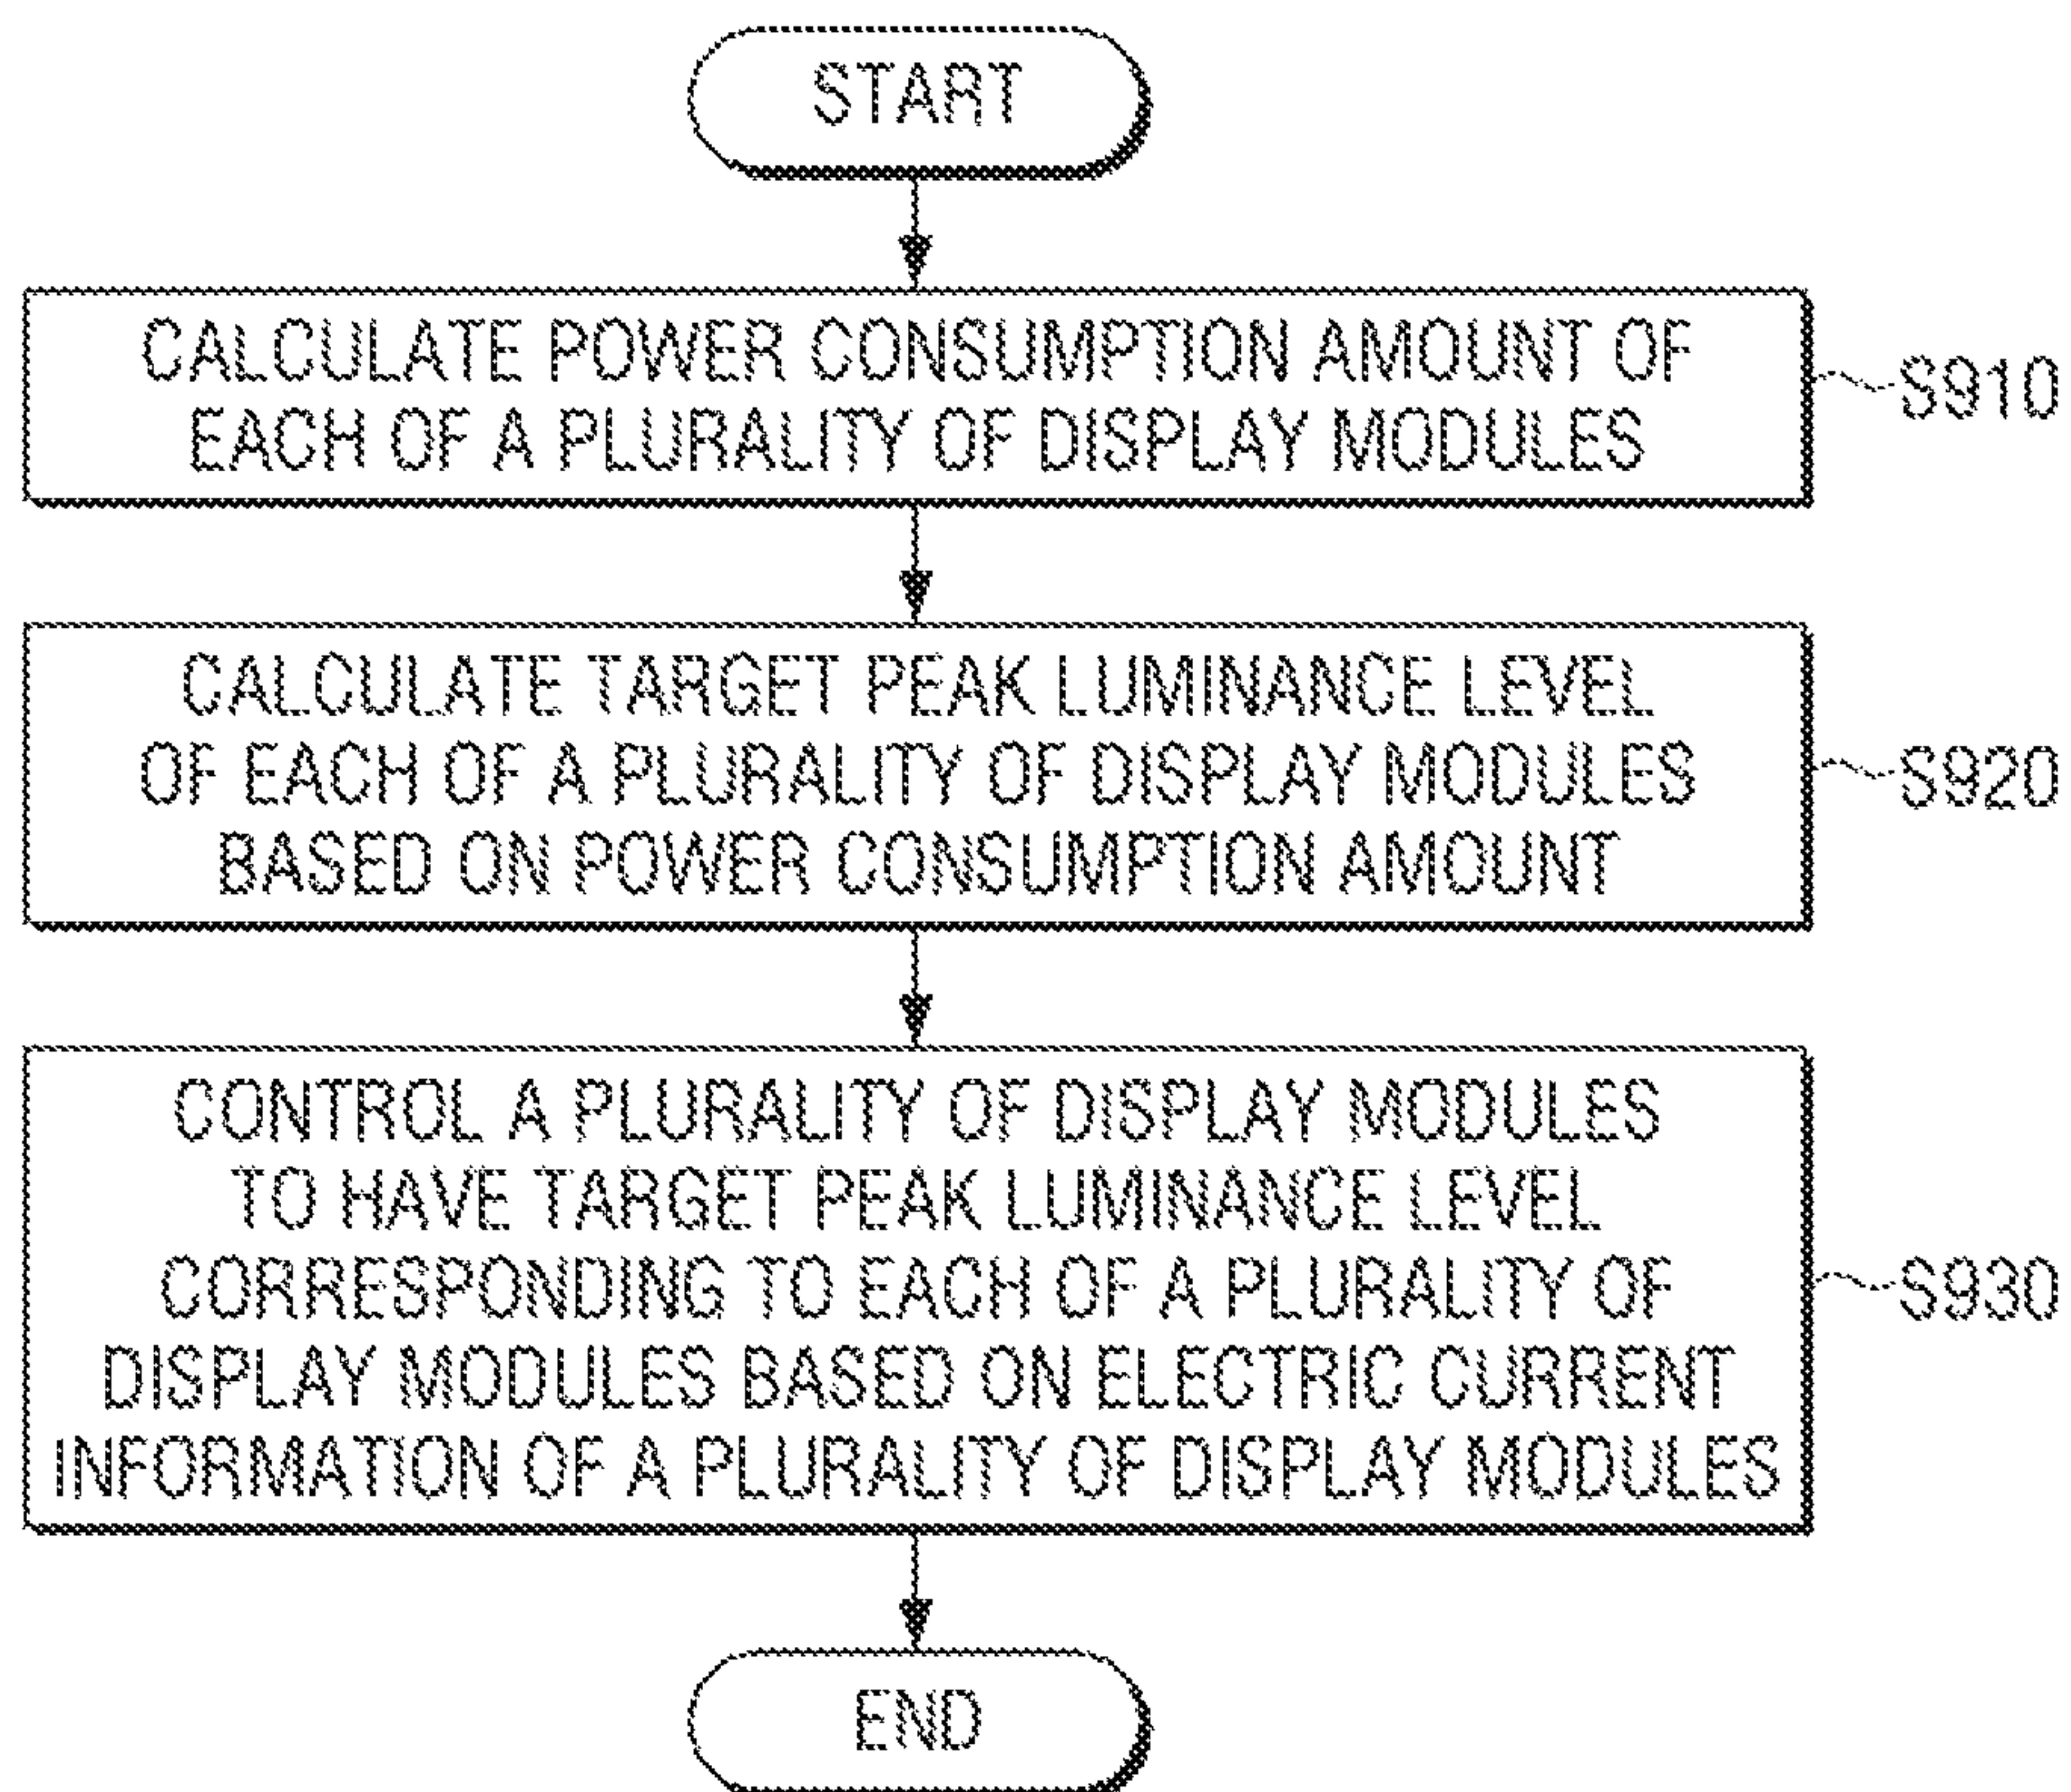 START
CALCULATE POWER CONSUMPTION AMOUNT OF
EACH OF A PLURALITY OF DISPLAY MODULES
S910
CALCULATE TARGET PEAK LUMINANCE LEVEL
OF EACH OF A PLURALITY OF DISPLAY MODULES
BASED ON POWER CONSUMPTION AMOUNT
S920
CONTROL A PLURALITY OF DISPLAY MODULES
TO HAVE TARGET PEAK LUMINANCE LEVEL
CORRESPONDING TO EACH OF A PLURALITY OF
DISPLAY MODULES BASED ON ELECTRIC CURRENT
INFORMATION OF A PLURALITY OF DISPLAY MODULES
S930
END